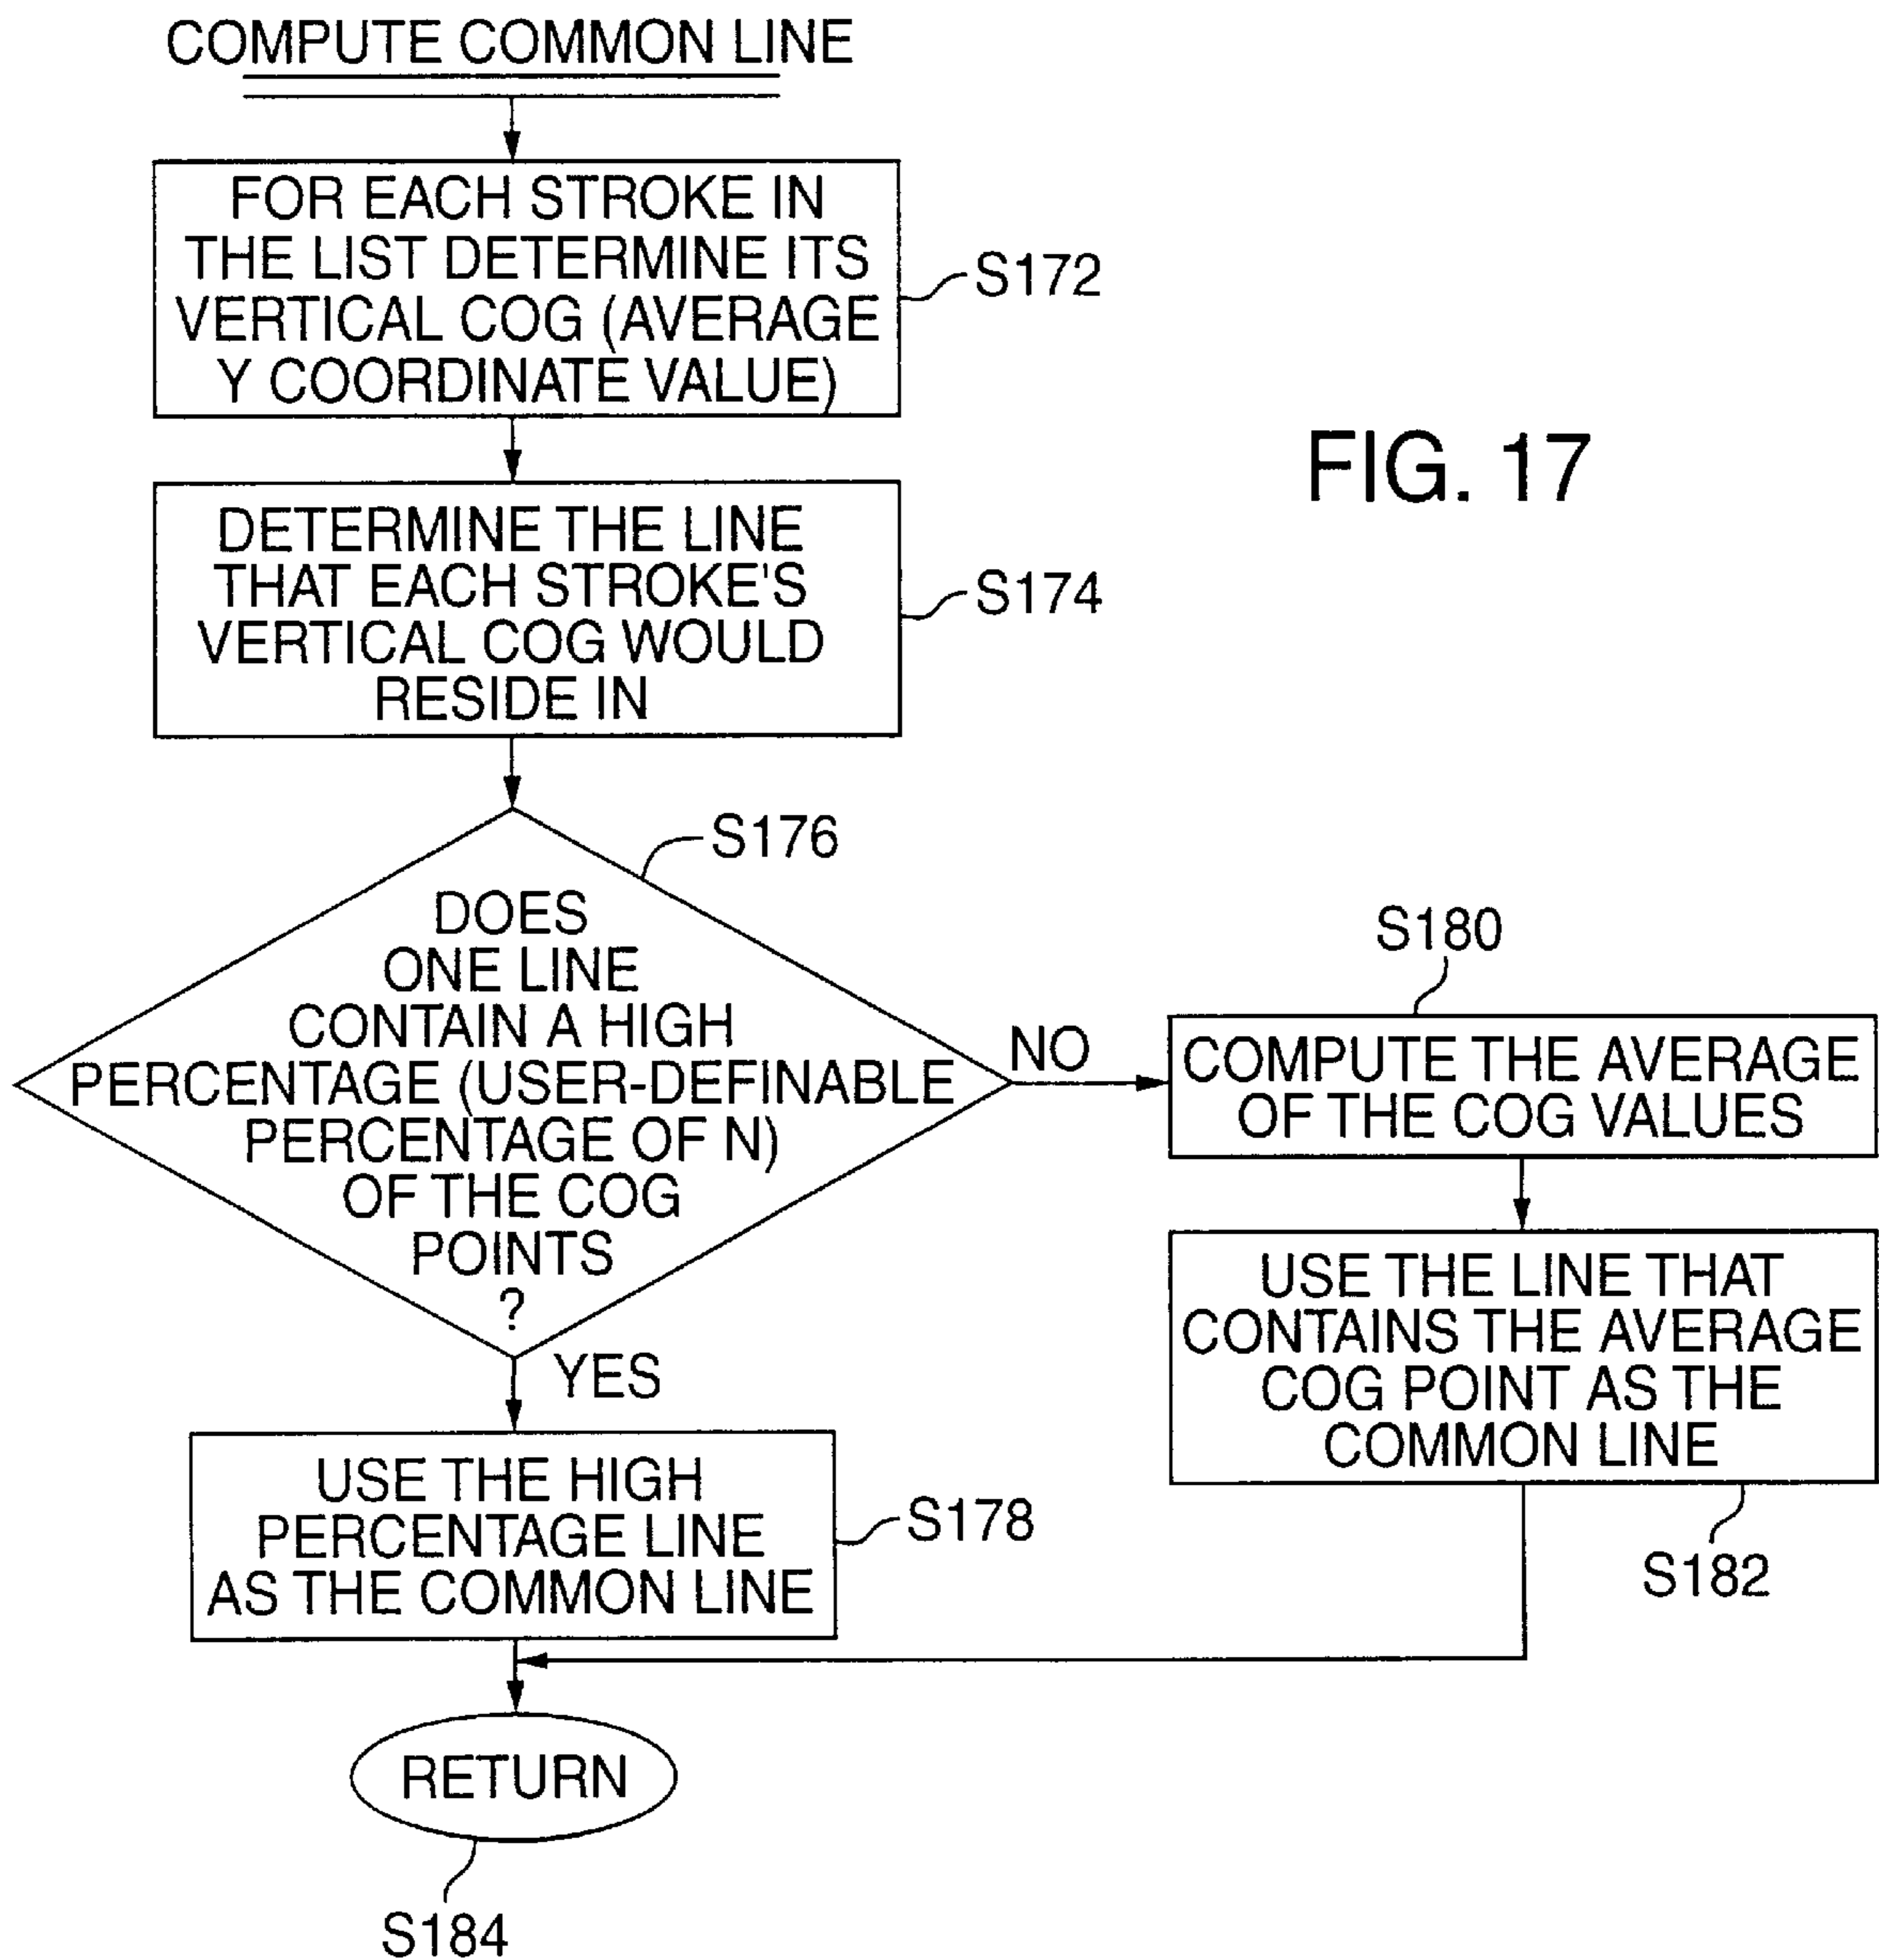 COMPUTE COMMON LINE
FOR EACH STROKE IN
THE LIST DETERMINE ITS
VERTICAL COG (AVERAGE
Y COORDINATE VALUE)
S172
FIG. 17
DETERMINE THE LINE
THAT EACH STROKE'S
VERTICAL COG WOULD
RESIDE IN
S174
S176
DOES
ONE LINE
CONTAIN A HIGH
PERCENTAGE (USER-DEFINABLE
PERCENTAGE OF N)
OF THE COG
POINTS
?
NO
S180
COMPUTE THE AVERAGE
OF THE COG VALUES
USE THE LINE THAT
CONTAINS THE AVERAGE
COG POINT AS THE
COMMON LINE
S182
YES
USE THE HIGH
PERCENTAGE LINE
AS THE COMMON LINE
S178
RETURN
S184